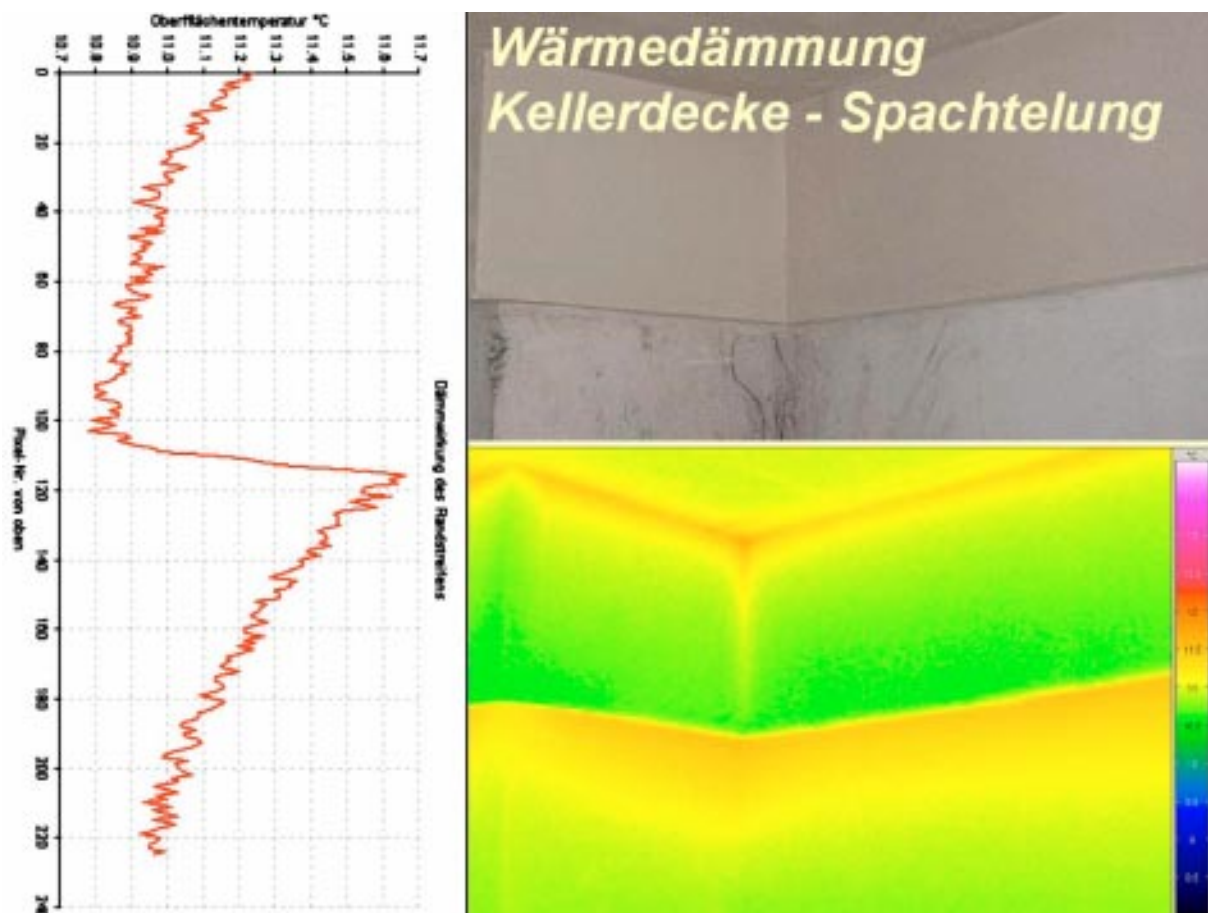 Oberfflächentemperatur °C
10.7 10.8 10.9 11.0 11.1 11.2 11.3 11.4 11.5 11.6 11.7
0
20
40
60
80
100
120
140
160
180
200
220
Pixel-Nr. von oben
Dämmwirkung des Randstreifens
Wärmedämmung
Kellerdecke - Spachtelung
°C